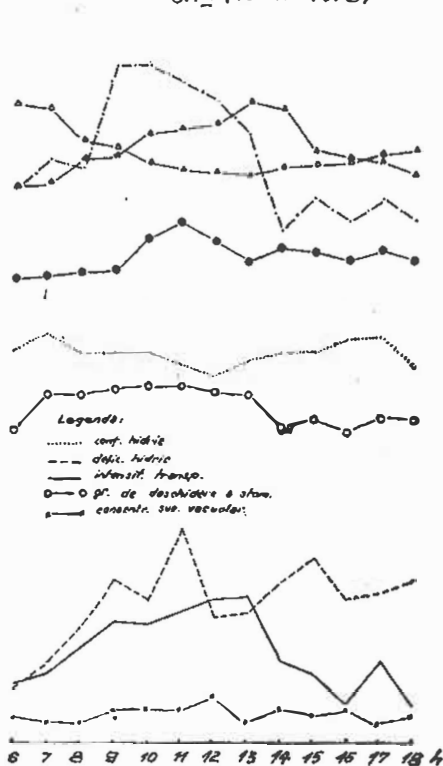 Legenda:
conț. hidric
defic. hidric
intensit. transp.
gr. de deschidere a stom.
concentr. suc. vacuolar.
6 7 8 9 10 11 12 13 14 15 16 17 18 h